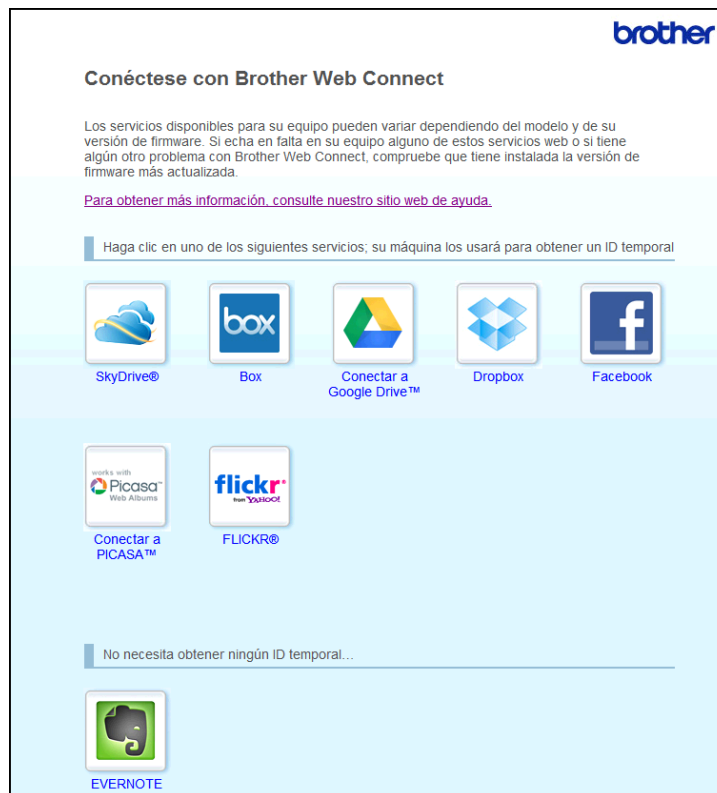 brother
Conéctese con Brother Web Connect
Los servicios disponibles para su equipo pueden variar dependiendo del modelo y de su
versión de firmware. Si echa en falta en su equipo alguno de estos servicios web o si tiene
algún otro problema con Brother Web Connect, compruebe que tiene instalada la versión de
firmware más actualizada.
Para obtener más información, consulte nuestro sitio web de ayuda.
Haga clic en uno de los siguientes servicios; su máquina los usará para obtener un ID temporal
box
f
SkyDrive®
Box
Conectar a
Google Drive™
Dropbox
Facebook
works with
Picasa™
Web Albums
flickr®
from YAHOO!
Conectar a
PICASA™
FLICKR®
No necesita obtener ningún ID temporal...
EVERNOTE